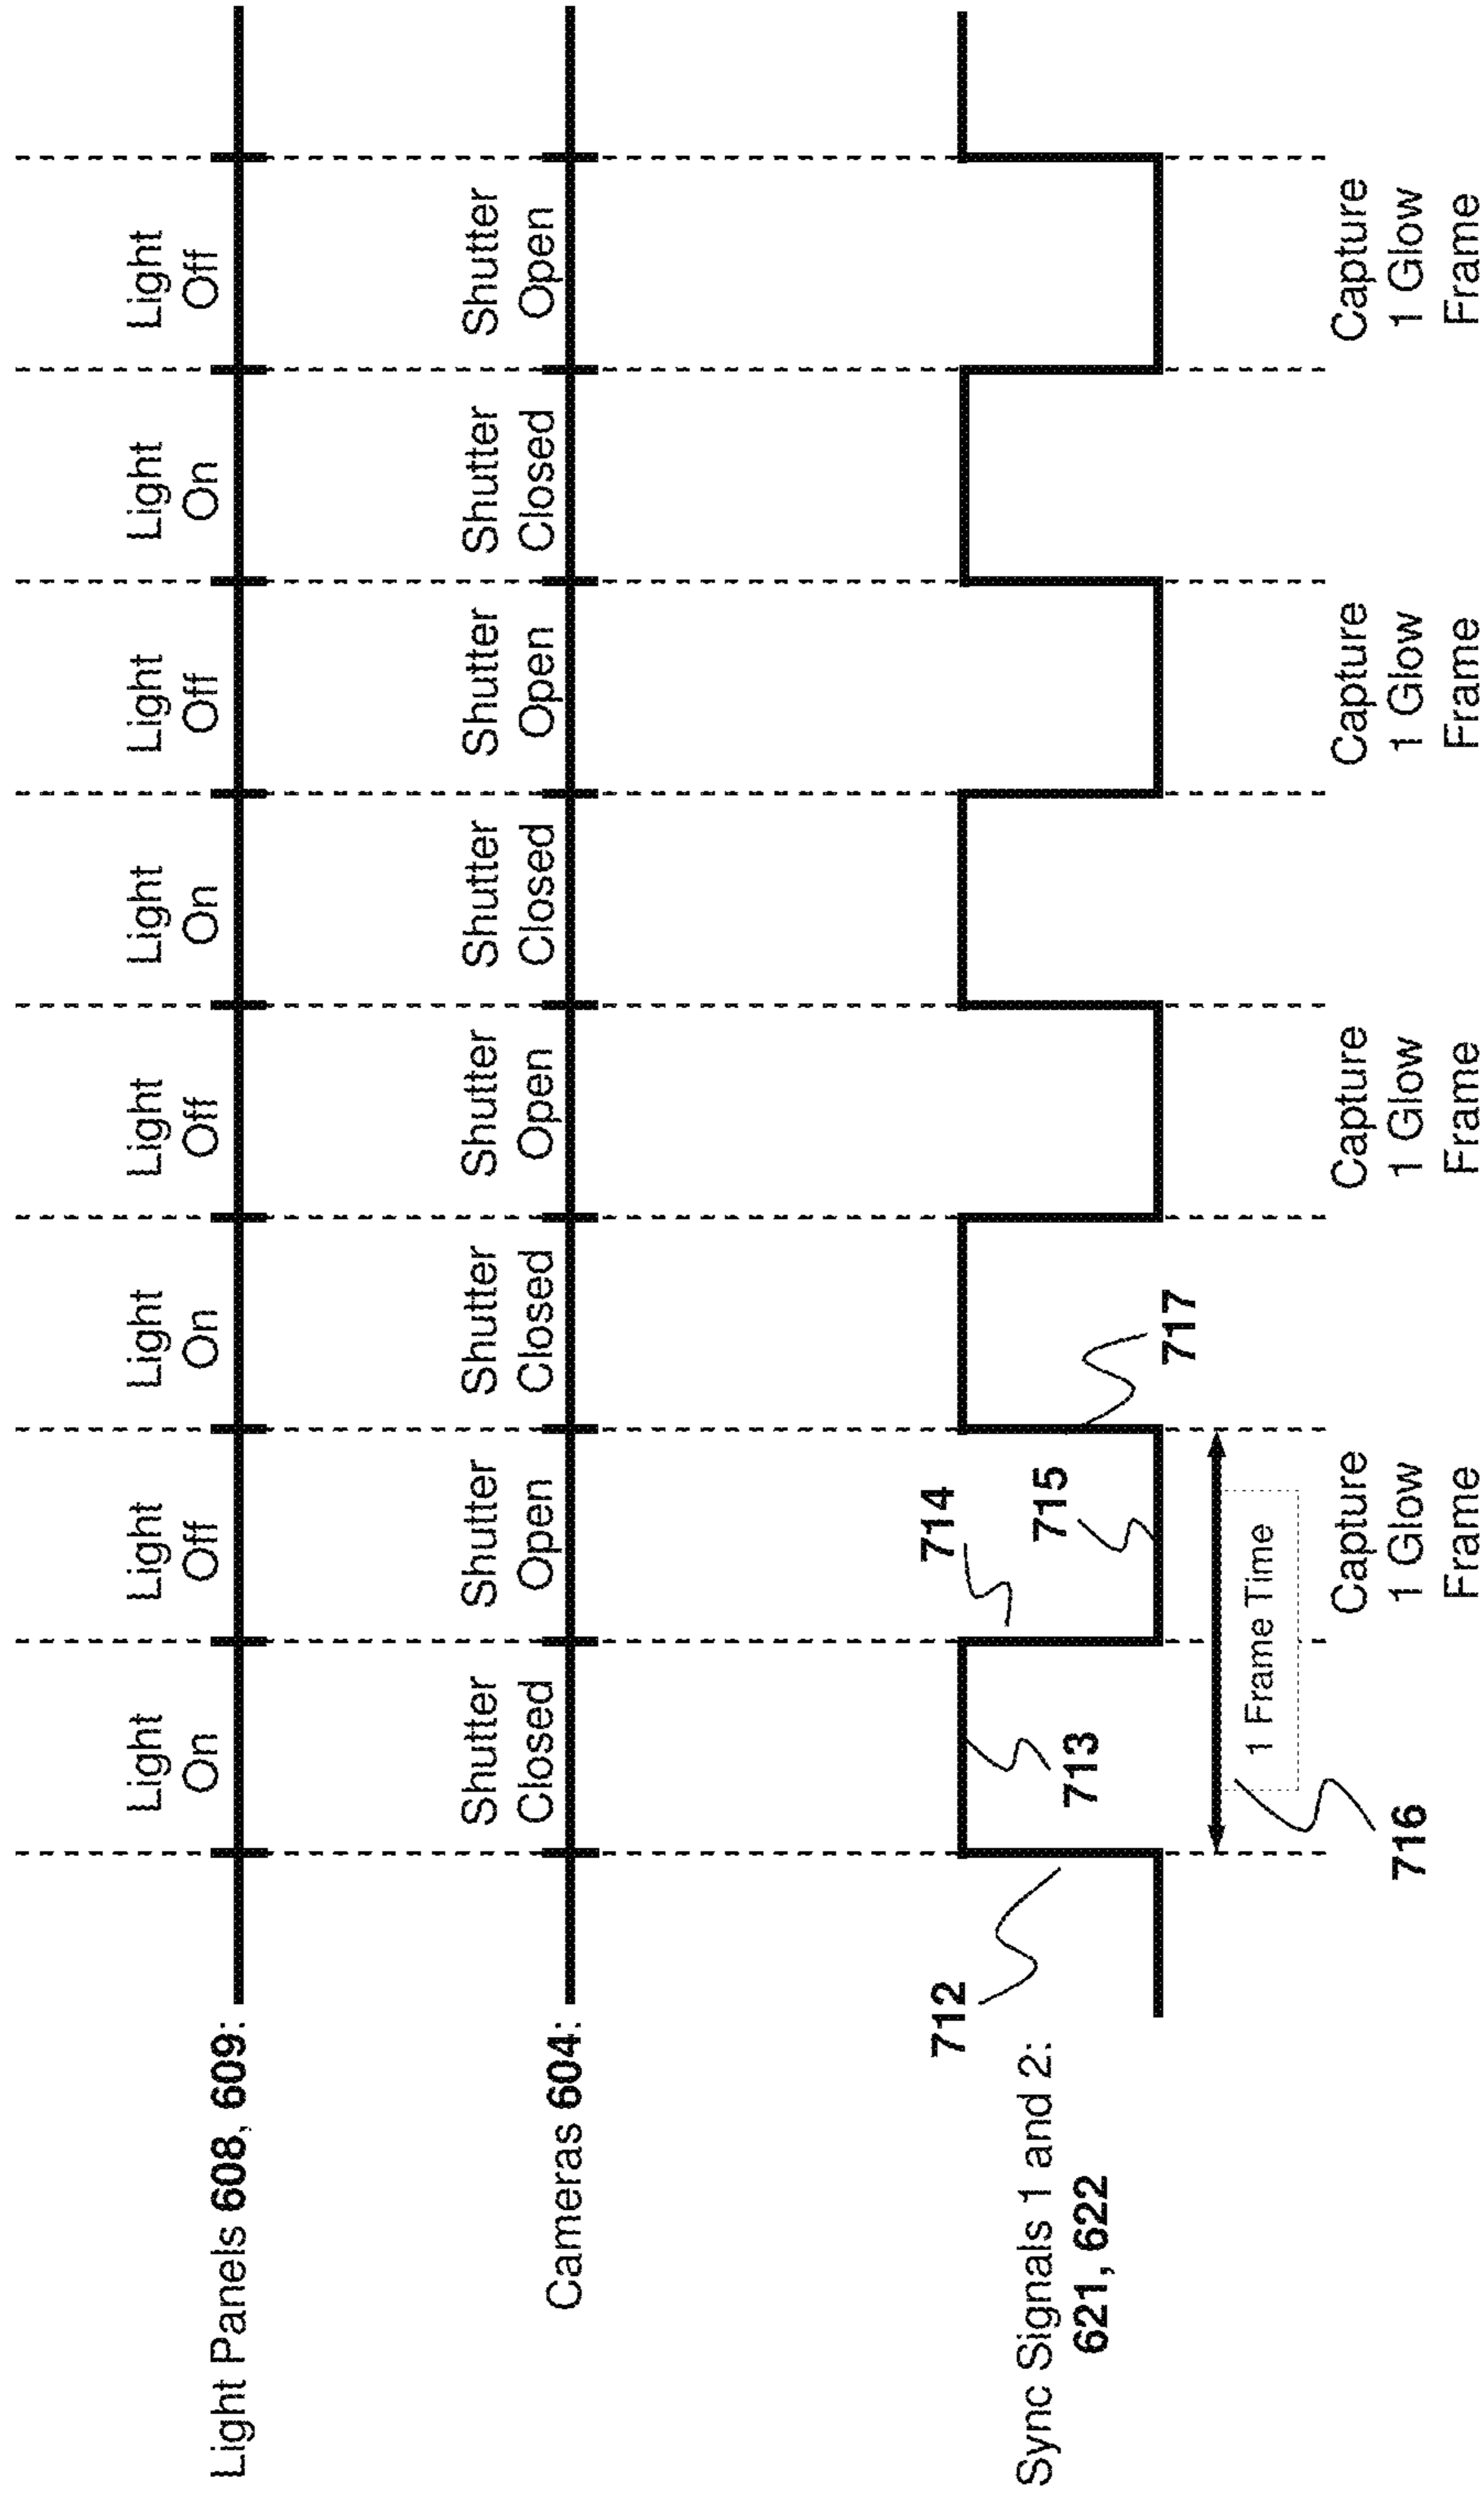 Light
On
Light
Off
Light
On
Light
Off
Light
On
Light
Off
Light
On
Light
Off
Light Panels 608, 609:
Shutter
Closed
Shutter
Open
Shutter
Closed
Shutter
Open
Shutter
Closed
Shutter
Open
Shutter
Closed
Shutter
Open
Cameras 604:
712
713
714
715
717
Sync Signals 1 and 2:
621, 622
1 Frame Time
716
Capture
1 Glow
Frame
Capture
1 Glow
Frame
Capture
1 Glow
Frame
Capture
1 Glow
Frame